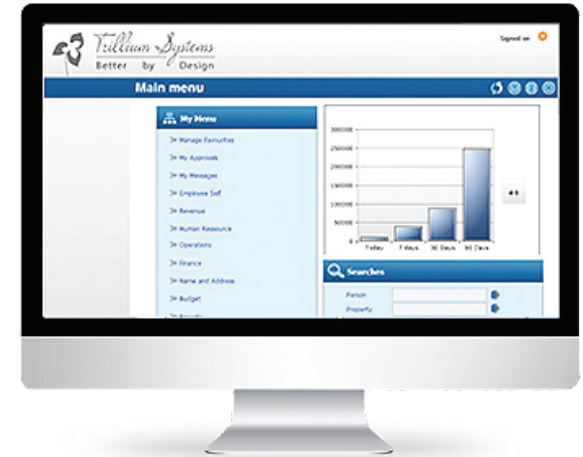 Trillium Systems
Better by Design
Signed on
Main menu
My Menu
Manage Favourites
My Approvals
My Messages
Employee Self
Revenue
Human Resource
Operations
Finance
Name and Address
Budget
300000
250000
200000
150000
100000
50000
0
Today 7 days 30 Days 90 Days
Searches
Person
Property